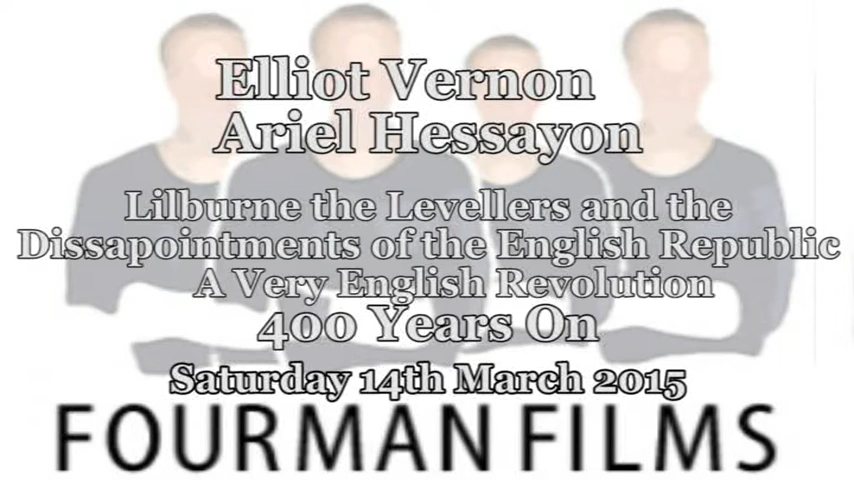 Elliot Vernon
Ariel Hessayon
Lilburne the Levellers and the
Dissapointments of the English Republic
A Very English Revolution
400 Years On
Saturday 14th March 2015
FOURMAN FILMS